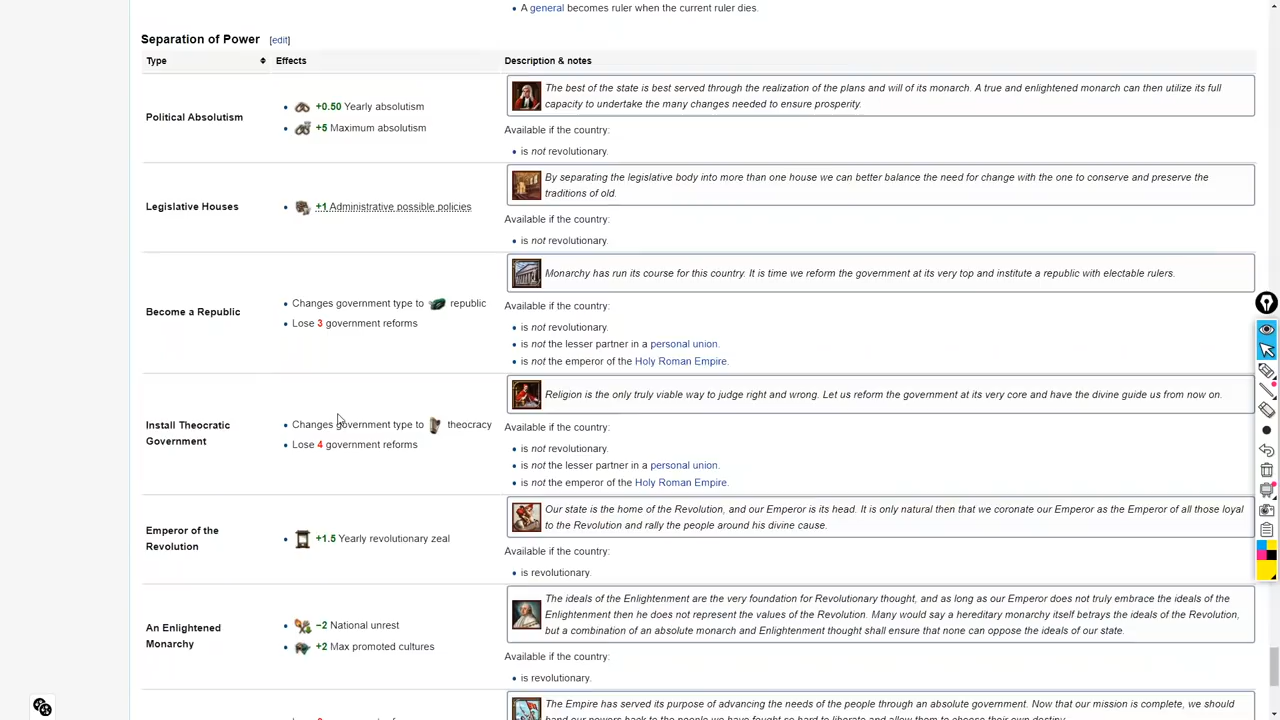 A general becomes ruler when the current ruler dies.
Separation of Power [edit]
Type Effects Description & notes
Political Absolutism
+0.50 Yearly absolutism
+5 Maximum absolutism
The best of the state is best served through the realization of the plans and will of its monarch. A true and enlightened monarch can then utilize its full
capacity to undertake the many changes needed to ensure prosperity.
Available if the country:
is not revolutionary.
Legislative Houses
+1 Administrative possible policies
By separating the legislative body into more than one house we can better balance the need for change with the one to conserve and preserve the
traditions of old.
Available if the country:
is not revolutionary.
Become a Republic
Changes government type to republic
Lose 3 government reforms
Monarchy has run its course for this country. It is time we reform the government at its very top and institute a republic with electable rulers.
Available if the country:
is not revolutionary.
is not the lesser partner in a personal union.
is not the emperor of the Holy Roman Empire.
Install Theocratic
Government
Changes government type to theocracy
Lose 4 government reforms
Religion is the only truly viable way to judge right and wrong. Let us reform the government at its very core and have the divine guide us from now on.
Available if the country:
is not revolutionary.
is not the lesser partner in a personal union.
is not the emperor of the Holy Roman Empire.
Emperor of the
Revolution
+1.5 Yearly revolutionary zeal
Our state is the home of the Revolution, and our Emperor is its head. It is only natural then that we coronate our Emperor as the Emperor of all those loyal
to the Revolution and rally the people around his divine cause.
Available if the country:
is revolutionary.
An Enlightened
Monarchy
−2 National unrest
+2 Max promoted cultures
The ideals of the Enlightenment are the very foundation for Revolutionary thought, and as long as our Emperor does not truly embrace the ideals of the
Enlightenment then he does not represent the values of the Revolution. Many would say a hereditary monarchy itself betrays the ideals of the Revolution,
but a combination of an absolute monarch and Enlightenment thought shall ensure that none can oppose the ideals of our state.
Available if the country:
is revolutionary.
The Empire has served its purpose of advancing the needs of the people through an absolute government. Now that our mission is complete, we should